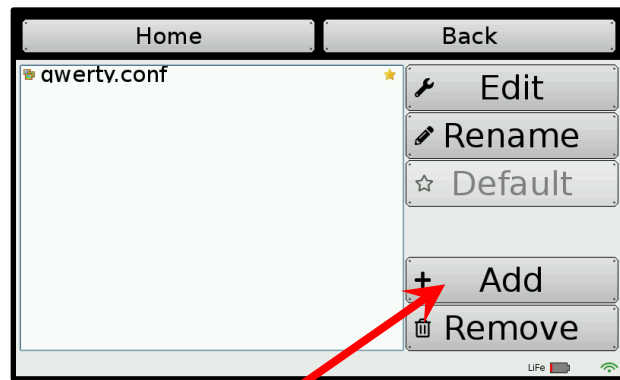 Home
Back
qwerty.conf
Edit
Rename
Default
Add
Remove
LiFe